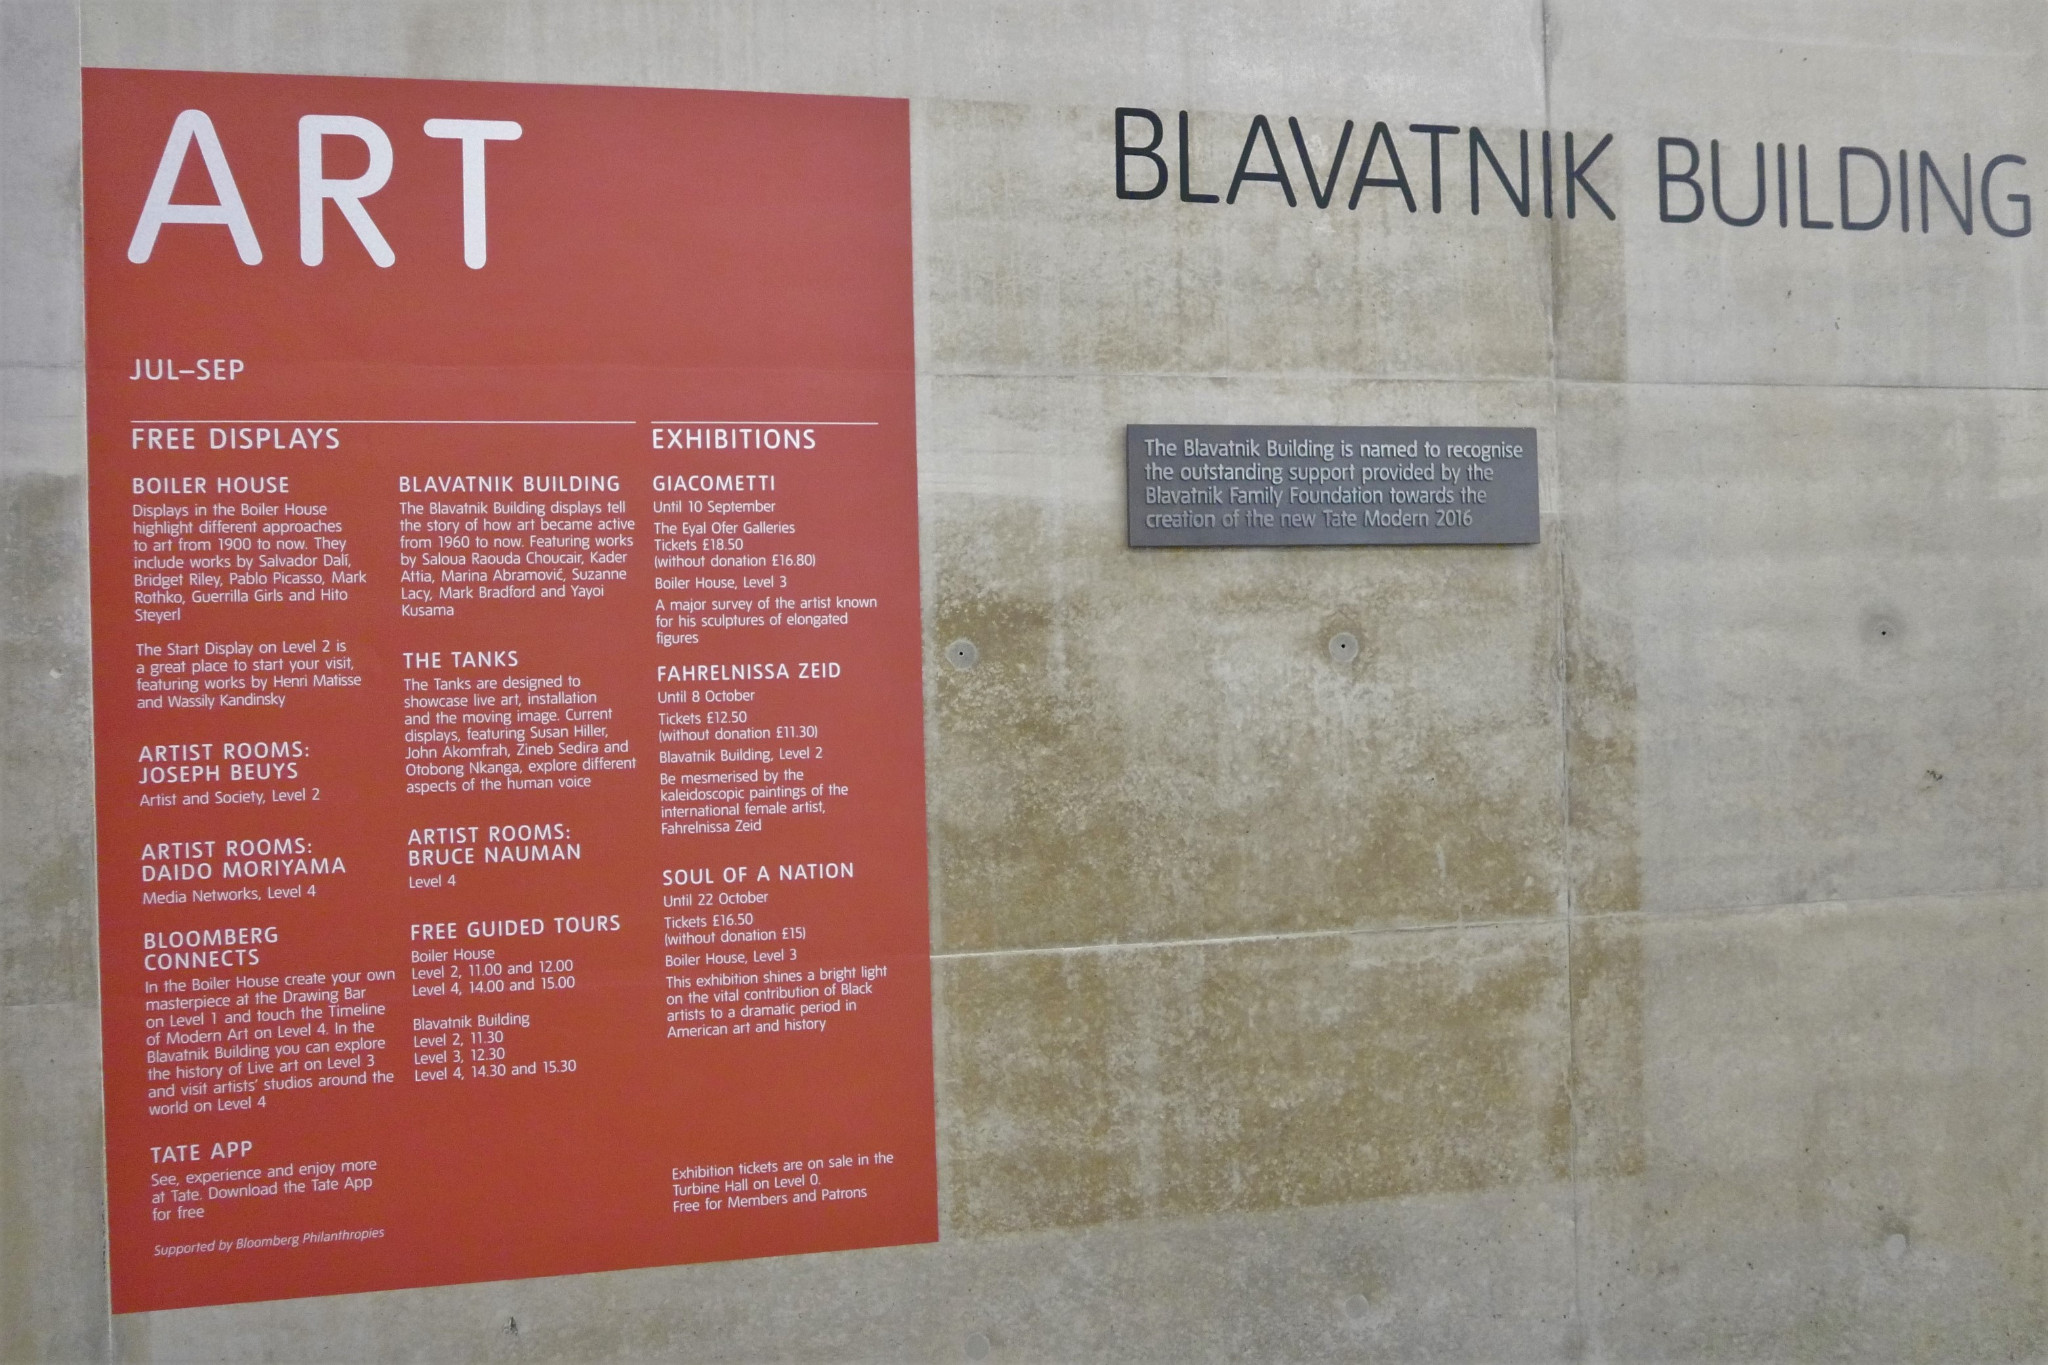 ART
JUL–SEP
FREE DISPLAYS
BOILER HOUSE
Displays in the Boiler House
highlight different approaches
to art from 1900 to now. They
include works by Salvador Dalí,
Bridget Riley, Pablo Picasso, Mark
Rothko, Guerrilla Girls and Hito
Steyerl
The Start Display on Level 2 is
a great place to start your visit,
featuring works by Henri Matisse
and Wassily Kandinsky
ARTIST ROOMS:
JOSEPH BEUYS
Artist and Society, Level 2
ARTIST ROOMS:
DAIDO MORIYAMA
Media Networks, Level 4
BLOOMBERG
CONNECTS
In the Boiler House create your own
masterpiece at the Drawing Bar
on Level 1 and touch the Timeline
of Modern Art on Level 4. In the
Blavatnik Building you can explore
the history of Live art on Level 3
and visit artists' studios around the
world on Level 4
TATE APP
See, experience and enjoy more
at Tate. Download the Tate App
for free
Supported by Bloomberg Philanthropies
BLAVATNIK BUILDING
The Blavatnik Building displays tell
the story of how art became active
from 1960 to now. Featuring works
by Saloua Raouda Choucair, Kader
Attia, Marina Abramović, Suzanne
Lacy, Mark Bradford and Yayoi
Kusama
THE TANKS
The Tanks are designed to
showcase live art, installation
and the moving image. Current
displays, featuring Susan Hiller,
John Akomfrah, Zineb Sedira and
Otobong Nkanga, explore different
aspects of the human voice
ARTIST ROOMS:
BRUCE NAUMAN
Level 4
FREE GUIDED TOURS
Boiler House
Level 2, 11.00 and 12.00
Level 4, 14.00 and 15.00
Blavatnik Building
Level 2, 11.30
Level 3, 12.30
Level 4, 14.30 and 15.30
EXHIBITIONS
GIACOMETTI
Until 10 September
The Eyal Ofer Galleries
Tickets £18.50
(without donation £16.80)
Boiler House, Level 3
A major survey of the artist known
for his sculptures of elongated
figures
FAHRELNISSA ZEID
Until 8 October
Tickets £12.50
(without donation £11.30)
Blavatnik Building, Level 2
Be mesmerised by the
kaleidoscopic paintings of the
international female artist,
Fahrelnissa Zeid
SOUL OF A NATION
Until 22 October
Tickets £16.50
(without donation £15)
Boiler House, Level 3
This exhibition shines a bright light
on the vital contribution of Black
artists to a dramatic period in
American art and history
Exhibition tickets are on sale in the
Turbine Hall on Level 0.
Free for Members and Patrons
BLAVATNIK BUILDING
The Blavatnik Building is named to recognise
the outstanding support provided by the
Blavatnik Family Foundation towards the
creation of the new Tate Modern 2016